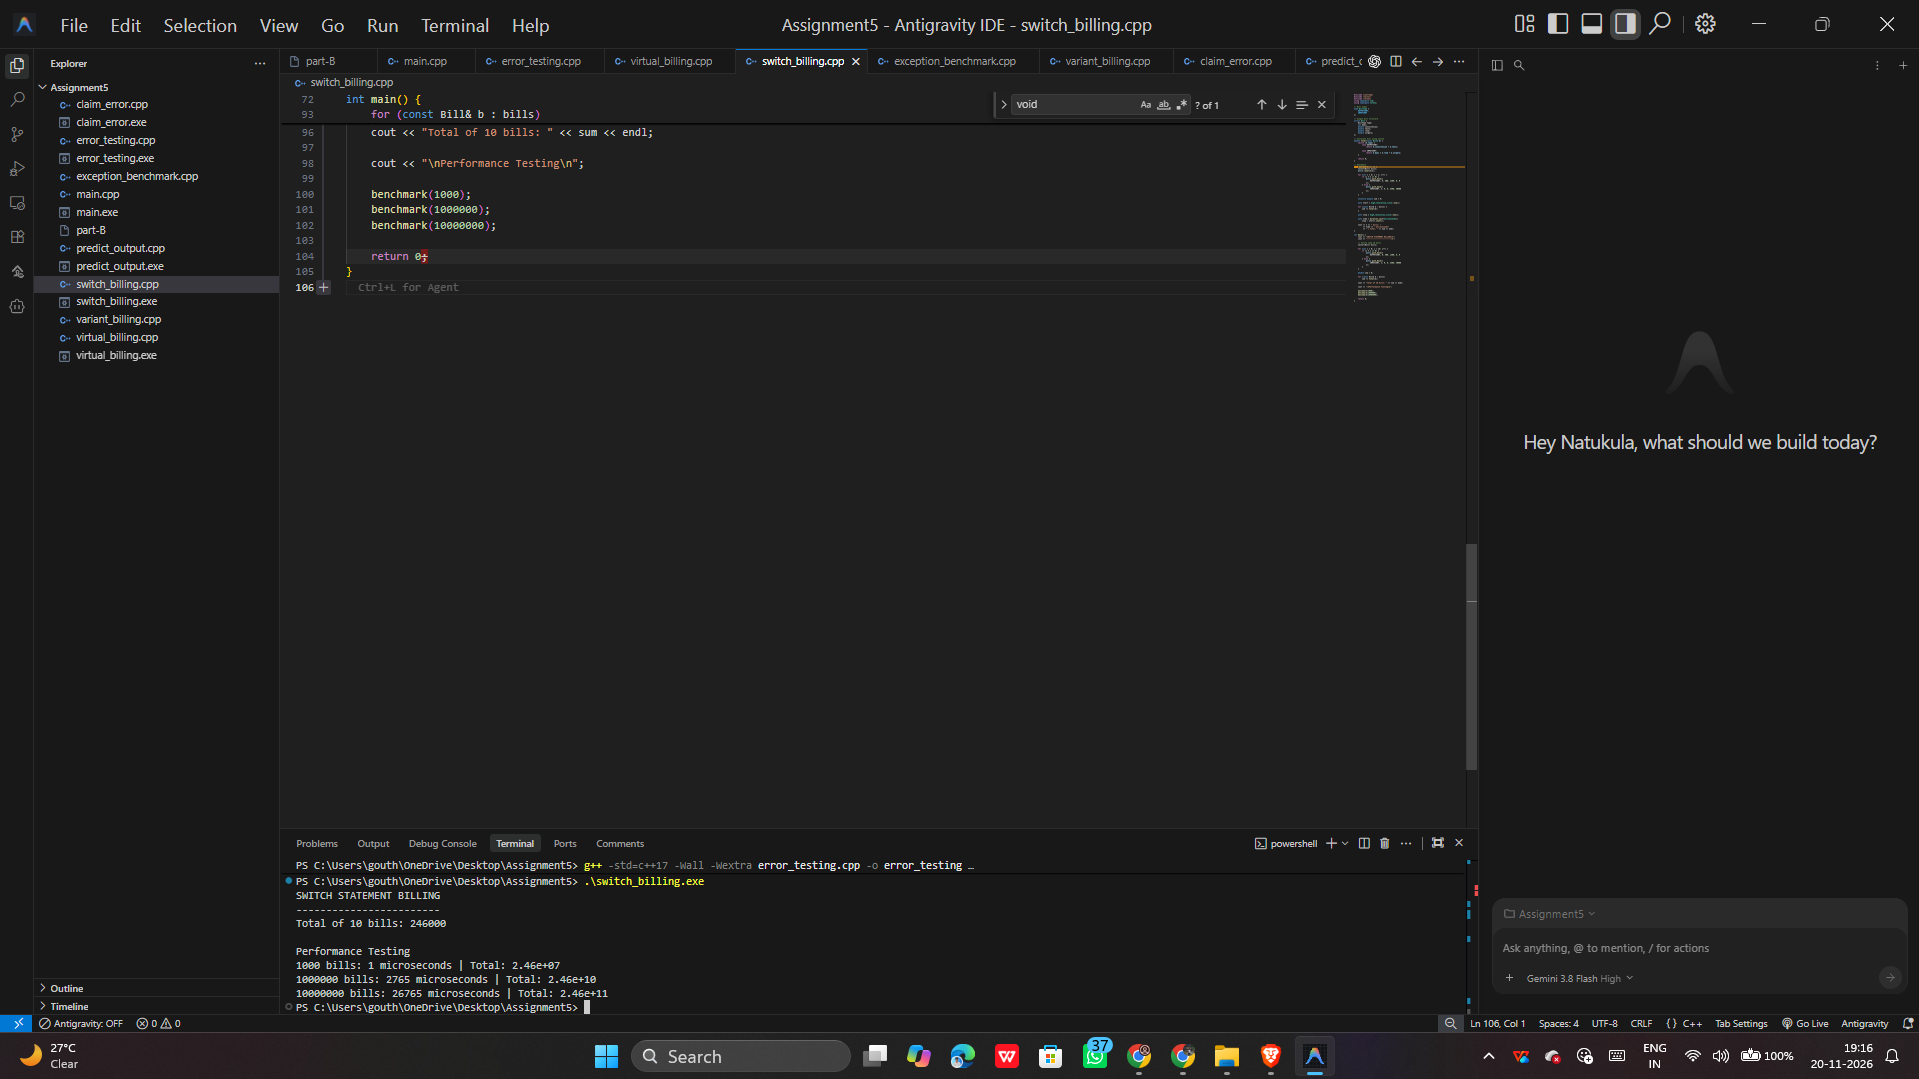 File Edit Selection View Go Run Terminal Help
Assignment5 - Antigravity IDE - switch_billing.cpp
Explorer
Assignment5
claim_error.cpp
claim_error.exe
error_testing.cpp
error_testing.exe
exception_benchmark.cpp
main.cpp
main.exe
part-B
predict_output.cpp
predict_output.exe
switch_billing.cpp
switch_billing.exe
variant_billing.cpp
virtual_billing.cpp
virtual_billing.exe
Outline
Timeline
part-B main.cpp error_testing.cpp virtual_billing.cpp switch_billing.cpp exception_benchmark.cpp variant_billing.cpp claim_error.cpp predict_c
switch_billing.cpp
void Aa ab ? of 1
72 int main() {
93 for (const Bill& b : bills)
96 cout << "Total of 10 bills: " << sum << endl;
97
98 cout << "\nPerformance Testing\n";
99
100 benchmark(1000);
101 benchmark(1000000);
102 benchmark(10000000);
103
104 return 0;
105 }
106 Ctrl+L for Agent
Problems Output Debug Console Terminal Ports Comments
powershell
PS C:\Users\gouth\OneDrive\Desktop\Assignment5> g++ -std=c++17 -Wall -Wextra error_testing.cpp -o error_testing …
PS C:\Users\gouth\OneDrive\Desktop\Assignment5> .\switch_billing.exe
SWITCH STATEMENT BILLING
------------------------
Total of 10 bills: 246000
Performance Testing
1000 bills: 1 microseconds | Total: 2.46e+07
1000000 bills: 2765 microseconds | Total: 2.46e+10
10000000 bills: 26765 microseconds | Total: 2.46e+11
PS C:\Users\gouth\OneDrive\Desktop\Assignment5>
Hey Natukula, what should we build today?
Assignment5
Ask anything, @ to mention, / for actions
Gemini 3.8 Flash High
Antigravity: OFF 0 0
Ln 106, Col 1 Spaces: 4 UTF-8 CRLF {} C++ Tab Settings Go Live Antigravity
27°C
Clear
Search
37
ENG
IN
100%
19:16
20-11-2026